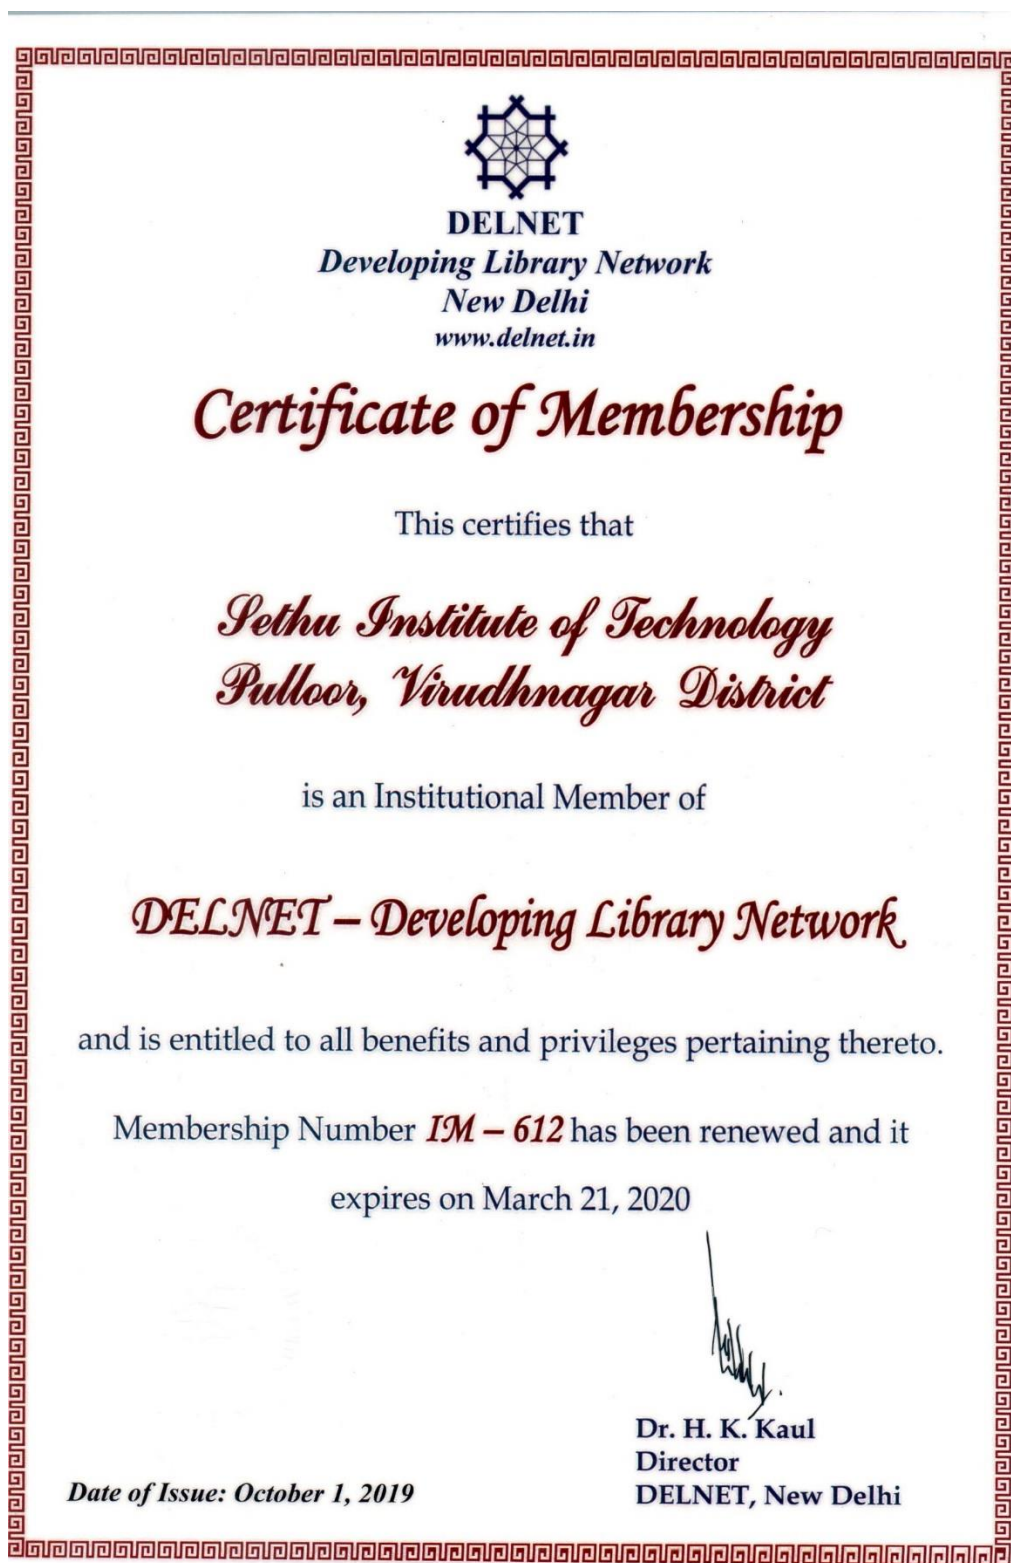 DELNET
Developing Library Network
New Delhi
www.delnet.in
Certificate of Membership
This certifies that
Sethu Institute of Technology
Pulloor, Virudhnagar District
is an Institutional Member of
DELNET – Developing Library Network
and is entitled to all benefits and privileges pertaining thereto.
Membership Number IM – 612 has been renewed and it
expires on March 21, 2020
Dr. H. K. Kaul
Director
DELNET, New Delhi
Date of Issue: October 1, 2019